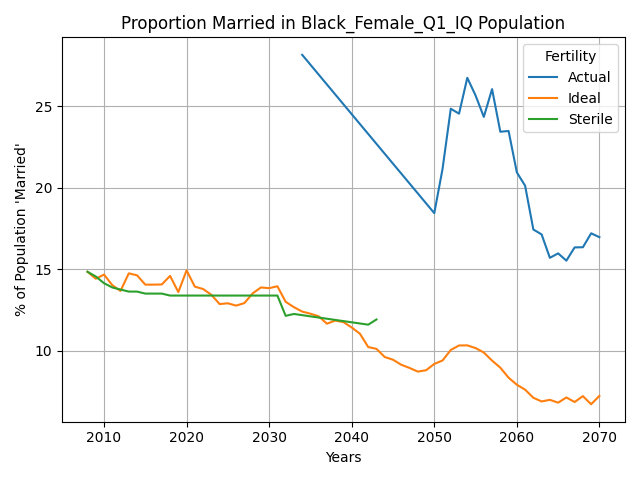 Proportion Married in Black_Female_Q1_IQ Population
% of Population 'Married'
25
20
15
10
Fertility
Actual
Ideal
Sterile
2010 2020 2030 2040 2050 2060 2070
Years